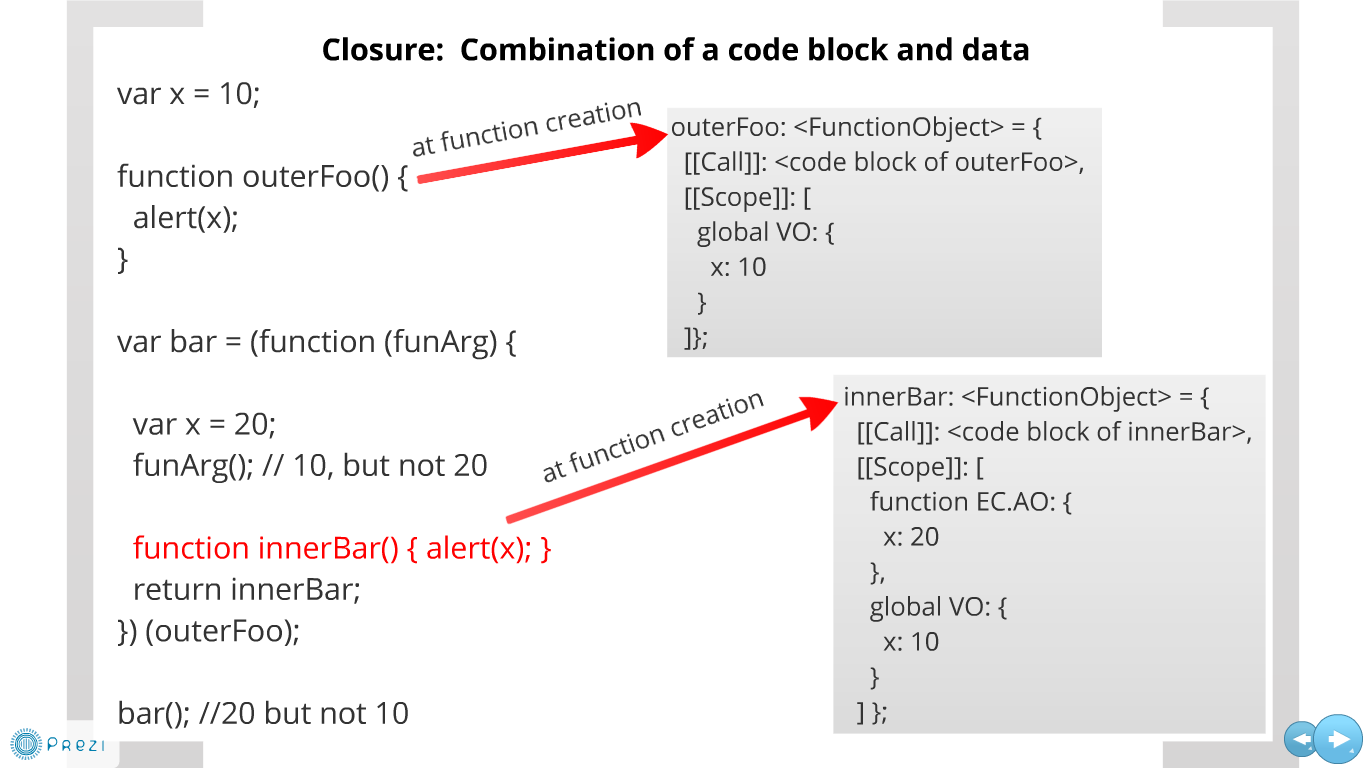 Closure:  Combination of a code block and data
var x = 10;
function outerFoo() {
  alert(x);
}
var bar = (function (funArg) {
  var x = 20;
  funArg(); // 10, but not 20
  function innerBar() { alert(x); }
  return innerBar;
}) (outerFoo);
bar(); //20 but not 10
at function creation
outerFoo: <FunctionObject> = {
  [[Call]]: <code block of outerFoo>,
  [[Scope]]: [
    global VO: {
      x: 10
    }
  ]};
at function creation
innerBar: <FunctionObject> = {
  [[Call]]: <code block of innerBar>,
  [[Scope]]: [
    function EC.AO: {
      x: 20
    },
    global VO: {
      x: 10
    }
  ] };
Prezi